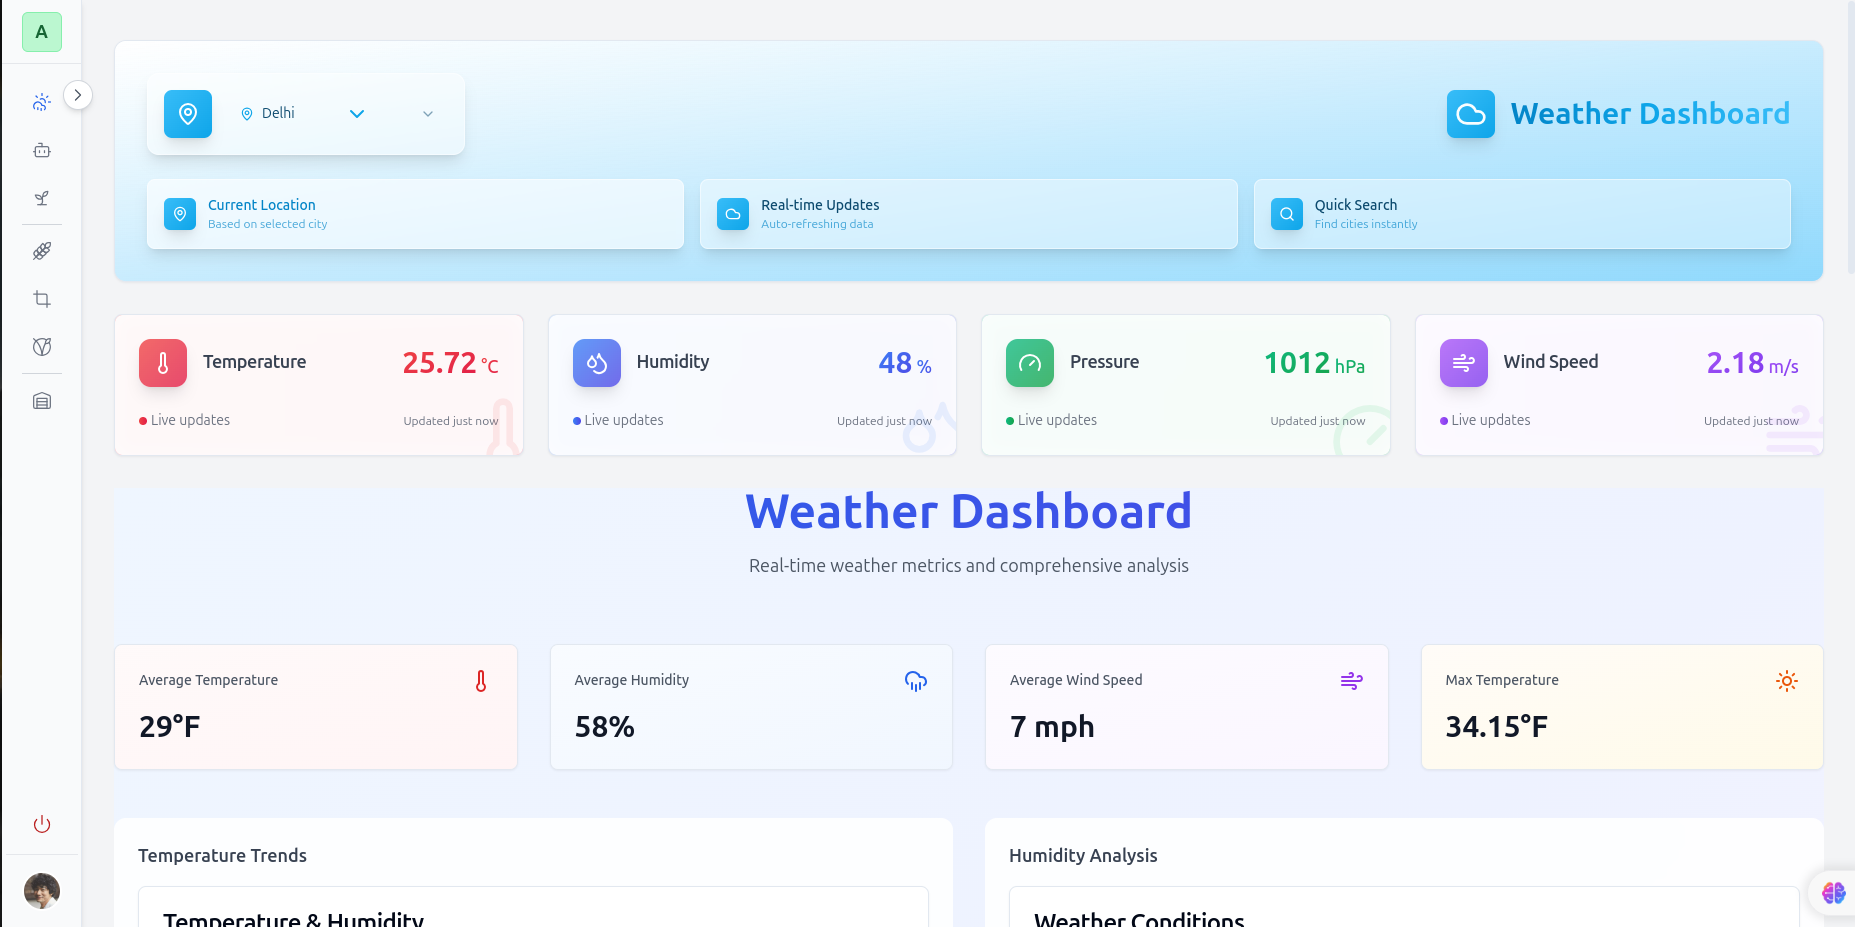 A
Delhi
Weather Dashboard
Current Location
Based on selected city
Real-time Updates
Auto-refreshing data
Quick Search
Find cities instantly
Temperature
25.72 °C
Live updates
Updated just now
Humidity
48 %
Live updates
Updated just now
Pressure
1012 hPa
Live updates
Updated just now
Wind Speed
2.18 m/s
Live updates
Updated just now
Weather Dashboard
Real-time weather metrics and comprehensive analysis
Average Temperature
29°F
Average Humidity
58%
Average Wind Speed
7 mph
Max Temperature
34.15°F
Temperature Trends
Temperature & Humidity
Humidity Analysis
Weather Conditions